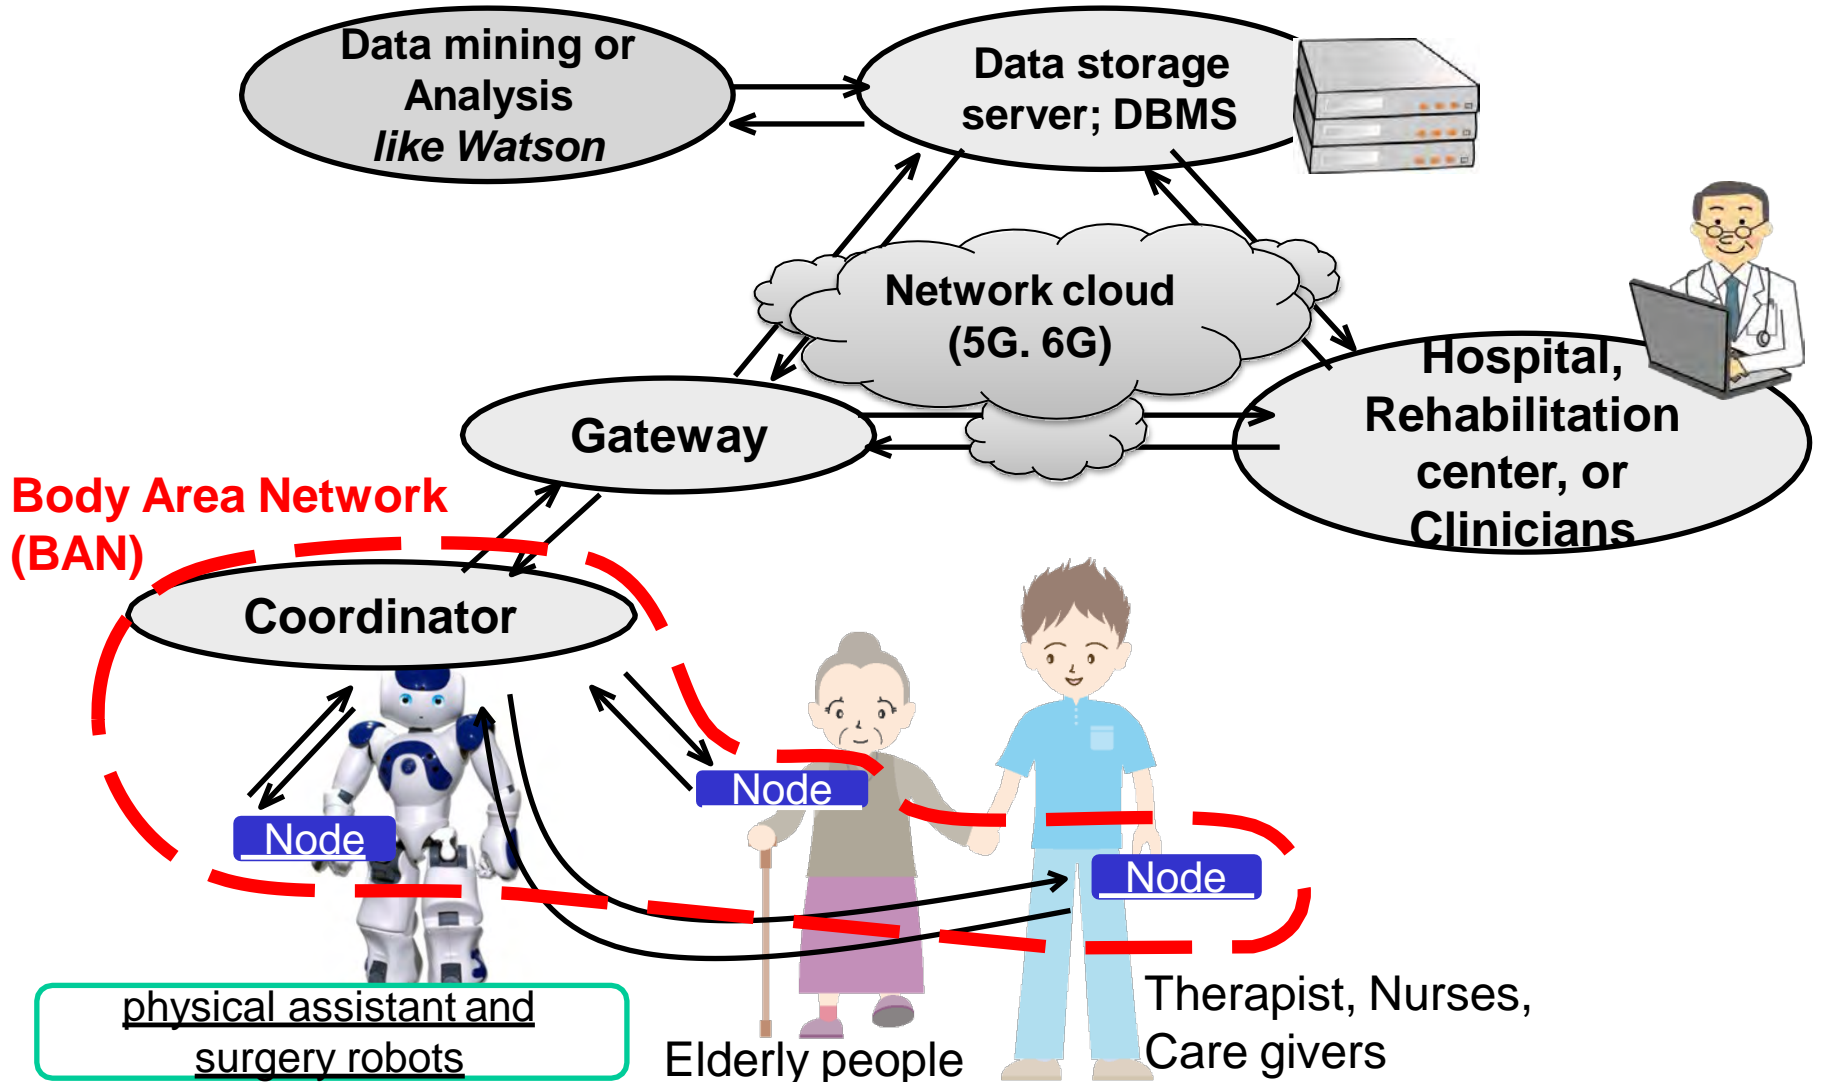 Data mining or
Analysis
like Watson
Data storage
server; DBMS
Network cloud
(5G. 6G)
Hospital,
Rehabilitation
center, or
Clinicians
Gateway
Body Area Network
(BAN)
Coordinator
Node
Node
Node
physical assistant and
surgery robots
Elderly people
Therapist, Nurses,
Care givers